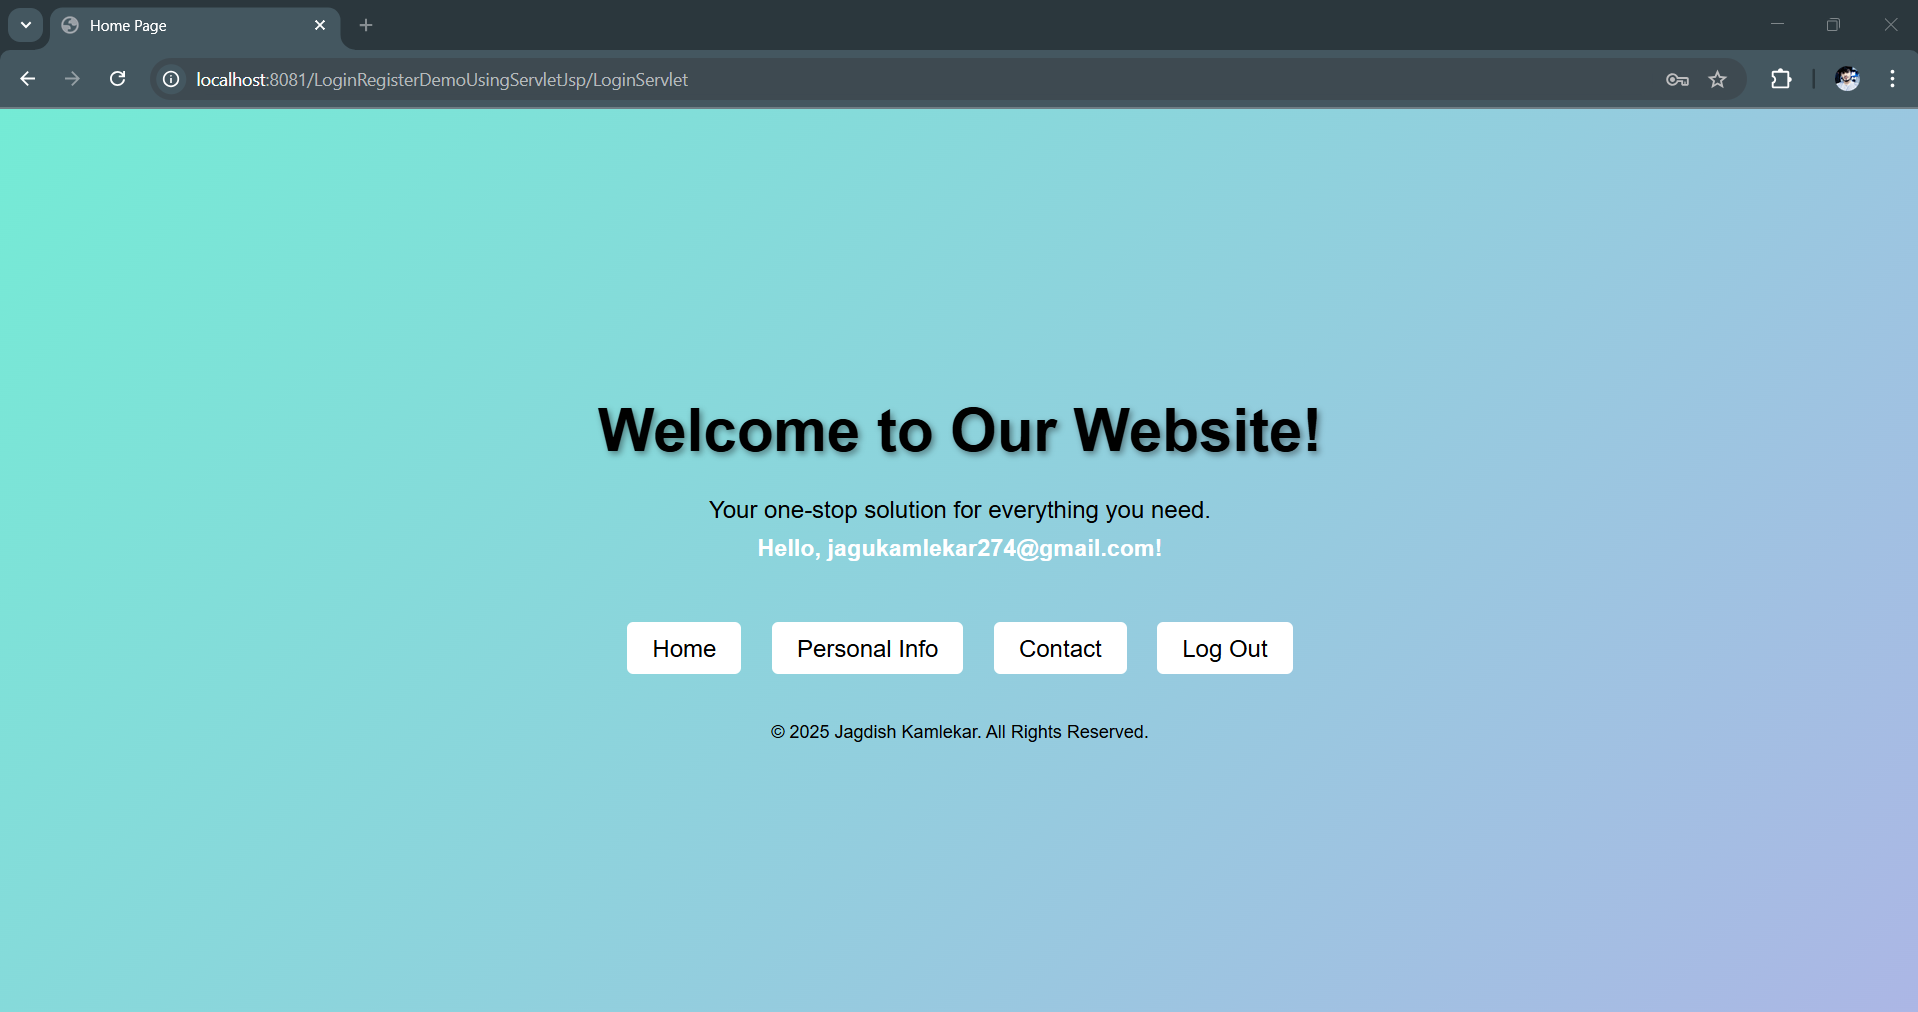 Home Page
localhost:8081/LoginRegisterDemoUsingServletJsp/LoginServlet
Welcome to Our Website!
Your one-stop solution for everything you need.
Hello, jagukamlekar274@gmail.com!
Home Personal Info Contact Log Out
© 2025 Jagdish Kamlekar. All Rights Reserved.